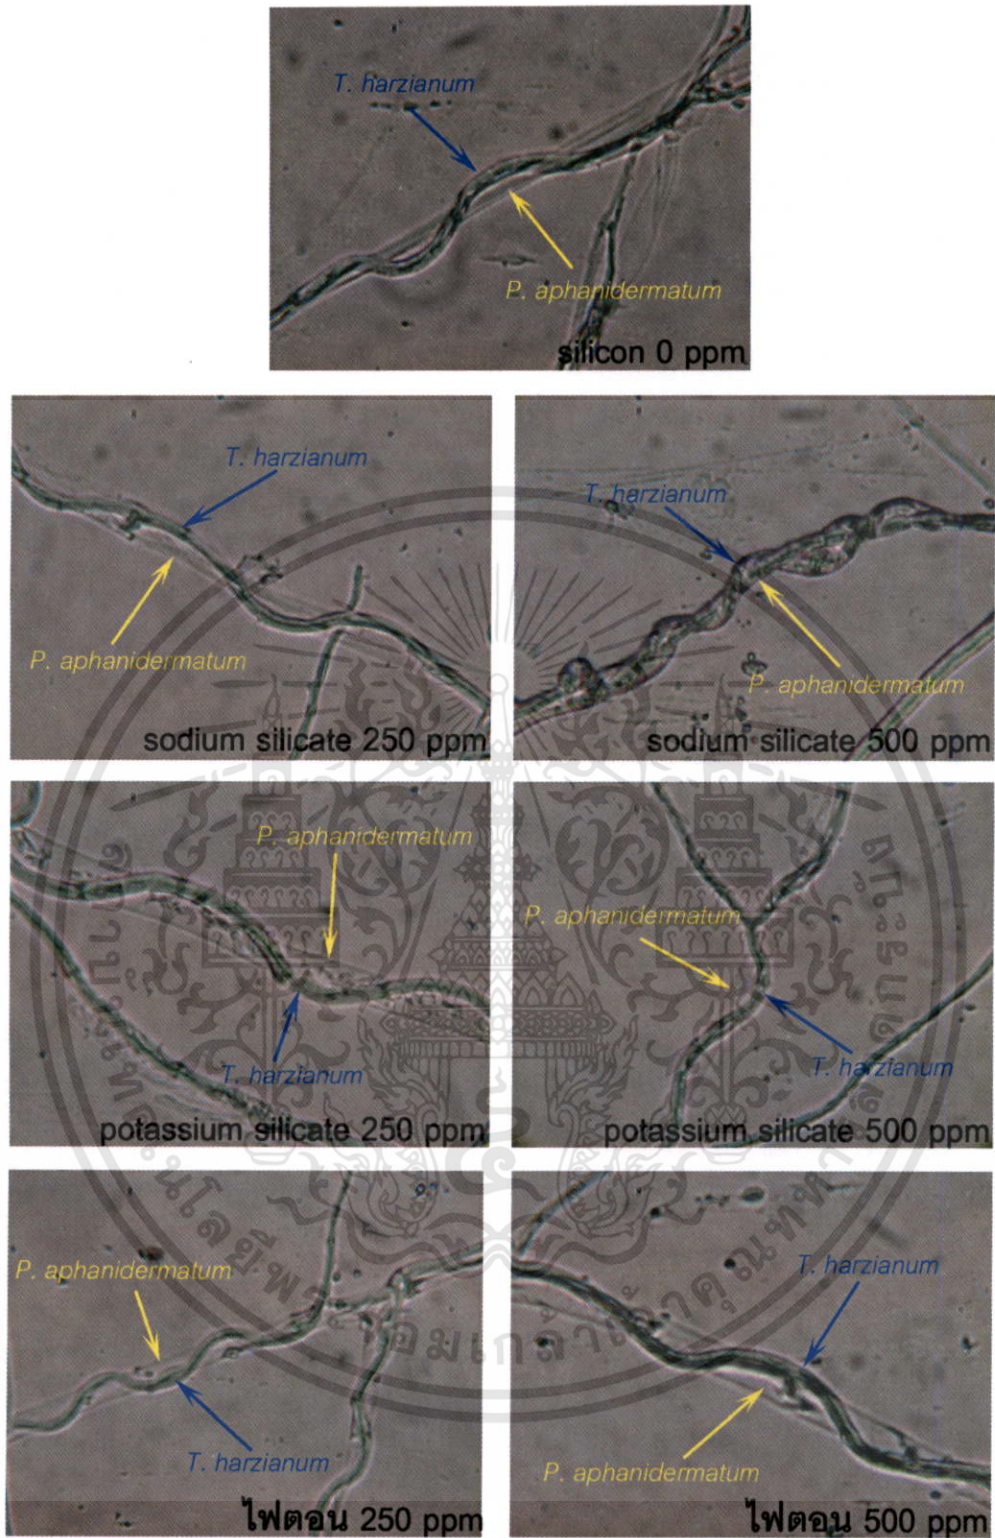 T. harzianum
P. aphanidermatum
silicon 0 ppm
T. harzianum
P. aphanidermatum
sodium silicate 250 ppm
T. harzianum
P. aphanidermatum
sodium silicate 500 ppm
P. aphanidermatum
T. harzianum
potassium silicate 250 ppm
P. aphanidermatum
T. harzianum
potassium silicate 500 ppm
P. aphanidermatum
T. harzianum
ไฟตอน 250 ppm
T. harzianum
P. aphanidermatum
ไฟตอน 500 ppm